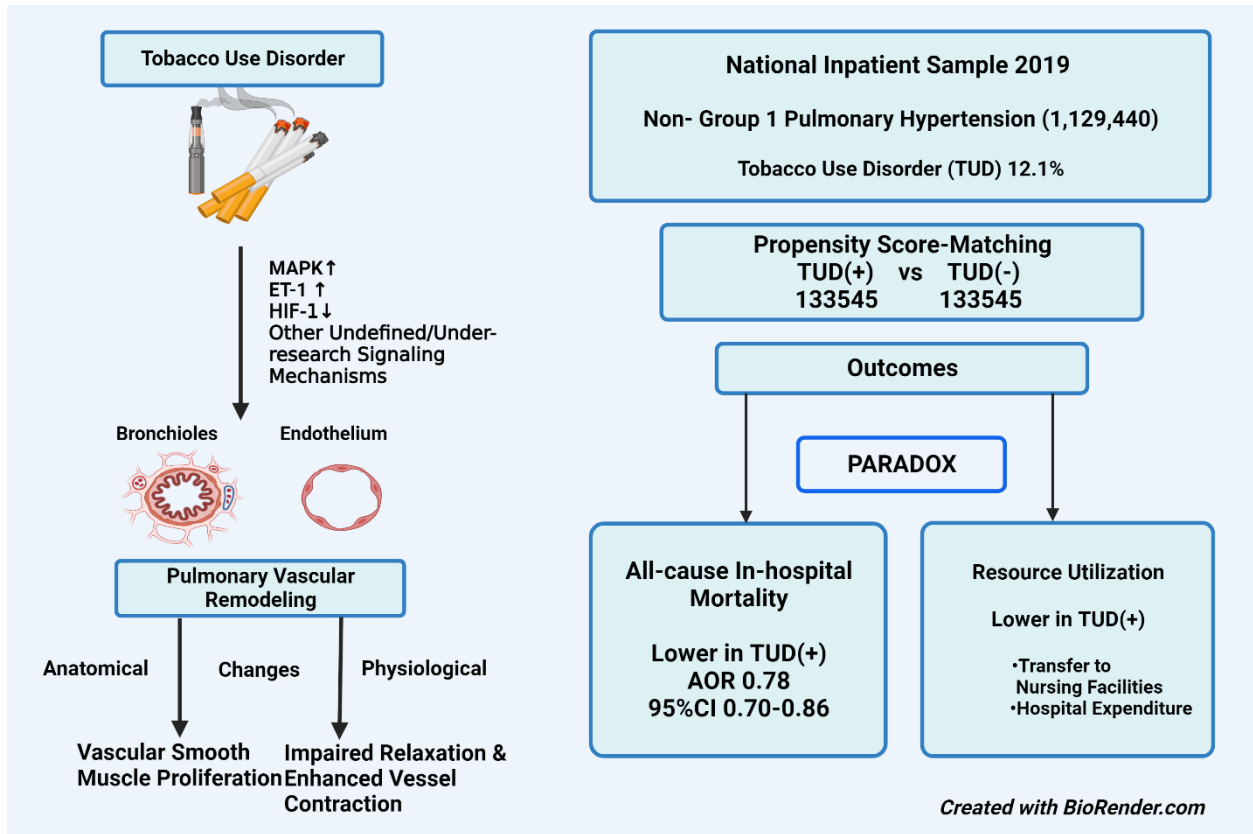 Tobacco Use Disorder
MAPK↑
ET-1 ↑
HIF-1↓
Other Undefined/Under-
research Signaling
Mechanisms
Bronchioles
Endothelium
Pulmonary Vascular
Remodeling
Anatomical Changes Physiological
Vascular Smooth
Muscle Proliferation
Impaired Relaxation &
Enhanced Vessel
Contraction
National Inpatient Sample 2019
Non- Group 1 Pulmonary Hypertension (1,129,440)
Tobacco Use Disorder (TUD) 12.1%
Propensity Score-Matching
TUD(+) vs TUD(-)
133545 133545
Outcomes
PARADOX
All-cause In-hospital
Mortality
Lower in TUD(+)
AOR 0.78
95%CI 0.70-0.86
Resource Utilization
Lower in TUD(+)
•Transfer to
Nursing Facilities
•Hospital Expenditure
Created with BioRender.com